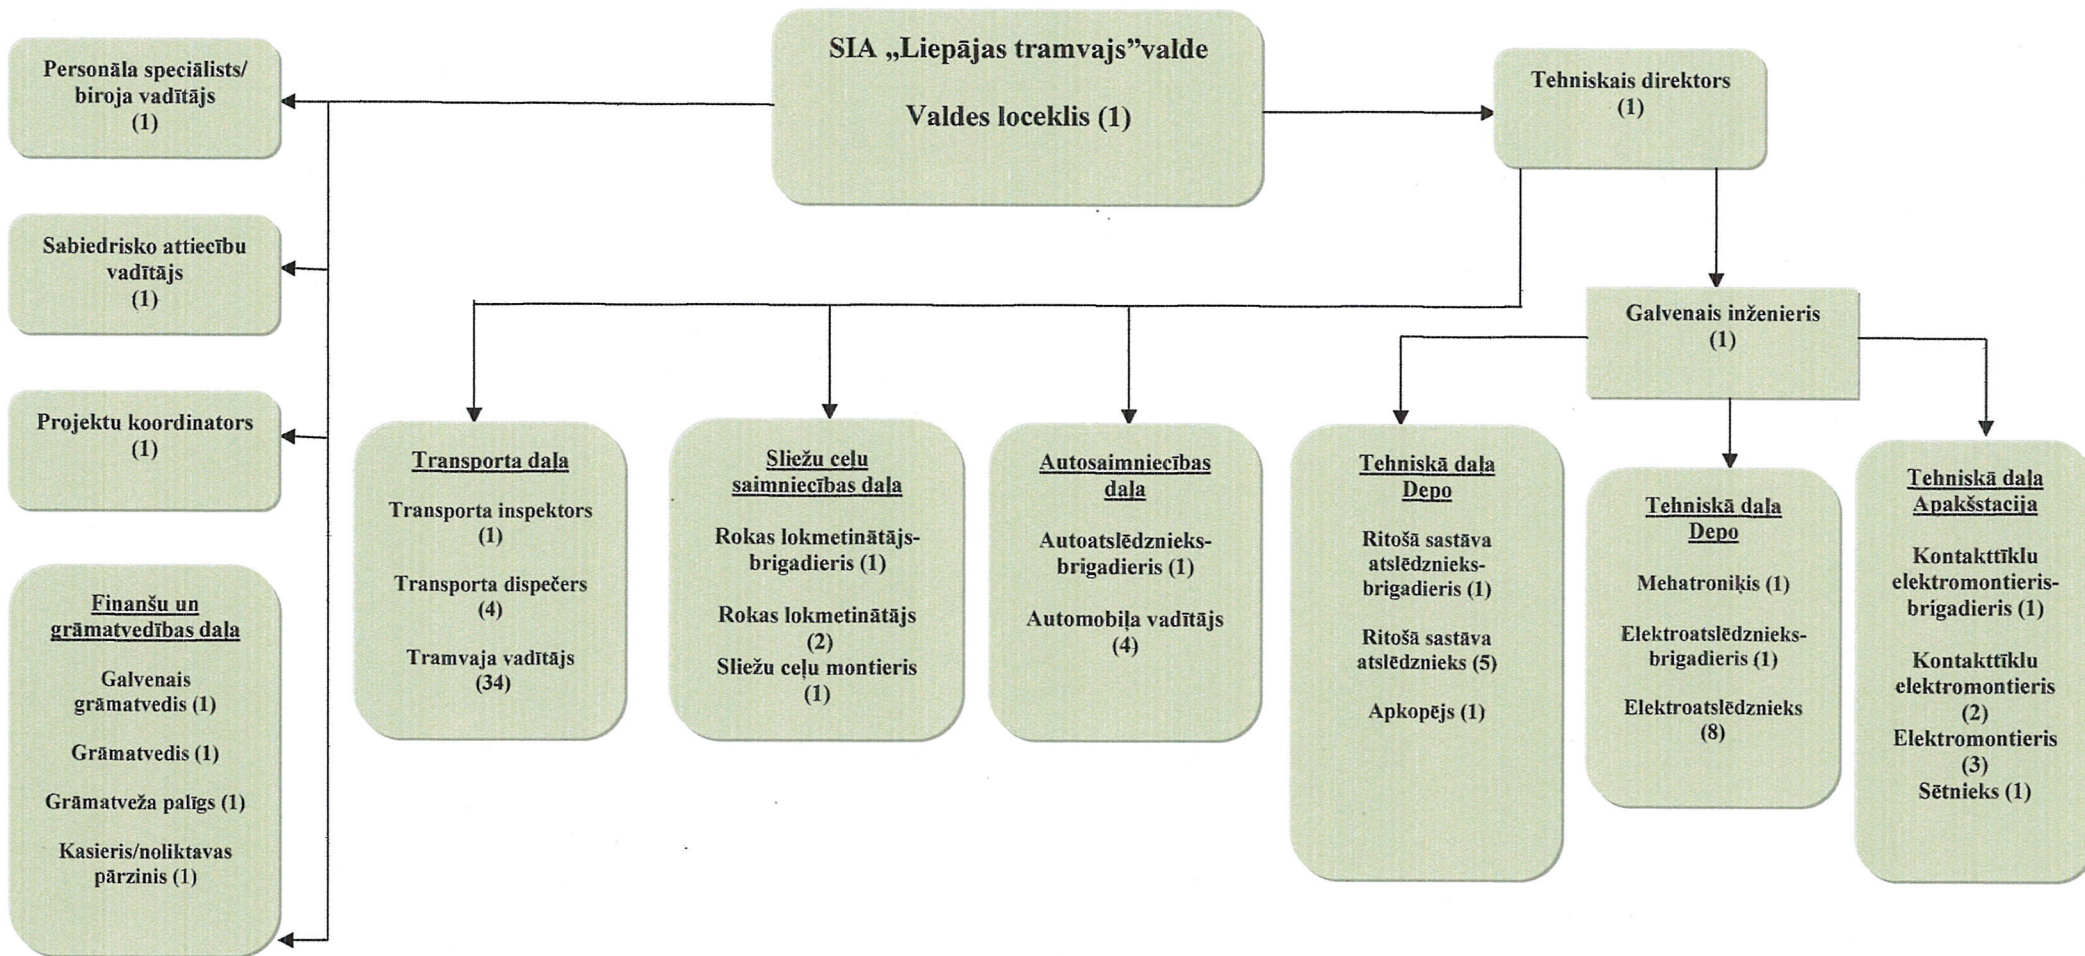 SIA „Liepājas tramvajs”valde
Valdes loceklis (1)
Personāla speciālists/
biroja vadītājs
(1)
Sabiedrisko attiecību
vadītājs
(1)
Projektu koordinators
(1)
Finanšu un
grāmatvedības daļa
Galvenais
grāmatvedis (1)
Grāmatvedis (1)
Grāmatveža palīgs (1)
Kasieris/noliktavas
pārzinis (1)
Tehniskais direktors
(1)
Galvenais inženieris
(1)
Transporta daļa
Transporta inspektors
(1)
Transporta dispečers
(4)
Tramvaja vadītājs
(34)
Sliežu ceļu
saimniecības daļa
Rokas lokmetinātājs-
brigadieris (1)
Rokas lokmetinātājs
(2)
Sliežu ceļu montieris
(1)
Autosaimniecības
daļa
Autoatslēdznieks-
brigadieris (1)
Automobiļa vadītājs
(4)
Tehniskā daļa
Depo
Ritošā sastāva
atslēdznieks-
brigadieris (1)
Ritošā sastāva
atslēdznieks (5)
Apkopējs (1)
Tehniskā daļa
Depo
Mehatroniķis (1)
Elektroatslēdznieks-
brigadieris (1)
Elektroatslēdznieks
(8)
Tehniskā daļa
Apakšstacija
Kontakttīklu
elektromontieris-
brigadieris (1)
Kontakttīklu
elektromontieris
(2)
Elektromontieris
(3)
Sētnieks (1)